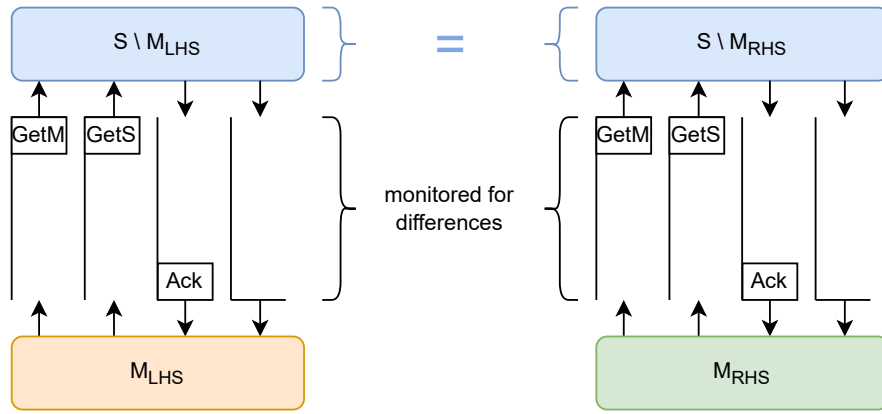 S \ M_LHS
=
S \ M_RHS
GetM
GetS
GetM
GetS
monitored for
differences
Ack
Ack
M_LHS
M_RHS